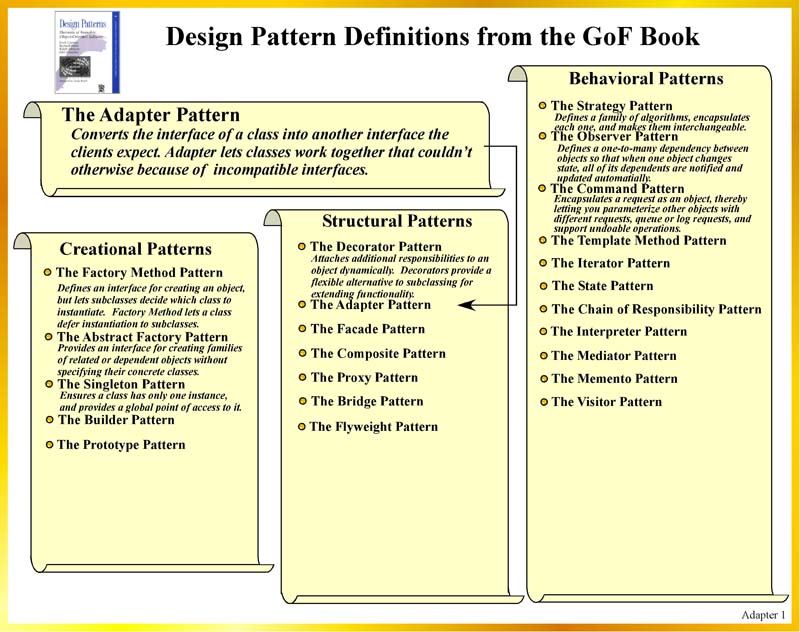 Design Patterns
Design Pattern Definitions from the GoF Book
The Adapter Pattern
Converts the interface of a class into another interface the
clients expect. Adapter lets classes work together that couldn't
otherwise because of incompatible interfaces.
Creational Patterns
The Factory Method Pattern
Defines an interface for creating an object,
but lets subclasses decide which class to
instantiate. Factory Method lets a class
defer instantiation to subclasses.
The Abstract Factory Pattern
Provides an interface for creating families
of related or dependent objects without
specifying their concrete classes.
The Singleton Pattern
Ensures a class has only one instance,
and provides a global point of access to it.
The Builder Pattern
The Prototype Pattern
Structural Patterns
The Decorator Pattern
Attaches additional responsibilities to an
object dynamically. Decorators provide a
flexible alternative to subclassing for
extending functionality.
The Adapter Pattern
The Facade Pattern
The Composite Pattern
The Proxy Pattern
The Bridge Pattern
The Flyweight Pattern
Behavioral Patterns
The Strategy Pattern
Defines a family of algorithms, encapsulates
each one, and makes them interchangeable.
The Observer Pattern
Defines a one-to-many dependency between
objects so that when one object changes
state, all of its dependents are notified and
updated automatically.
The Command Pattern
Encapsulates a request as an object, thereby
letting you parameterize other objects with
different requests, queue or log requests, and
support undoable operations.
The Template Method Pattern
The Iterator Pattern
The State Pattern
The Chain of Responsibility Pattern
The Interpreter Pattern
The Mediator Pattern
The Memento Pattern
The Visitor Pattern
Adapter 1